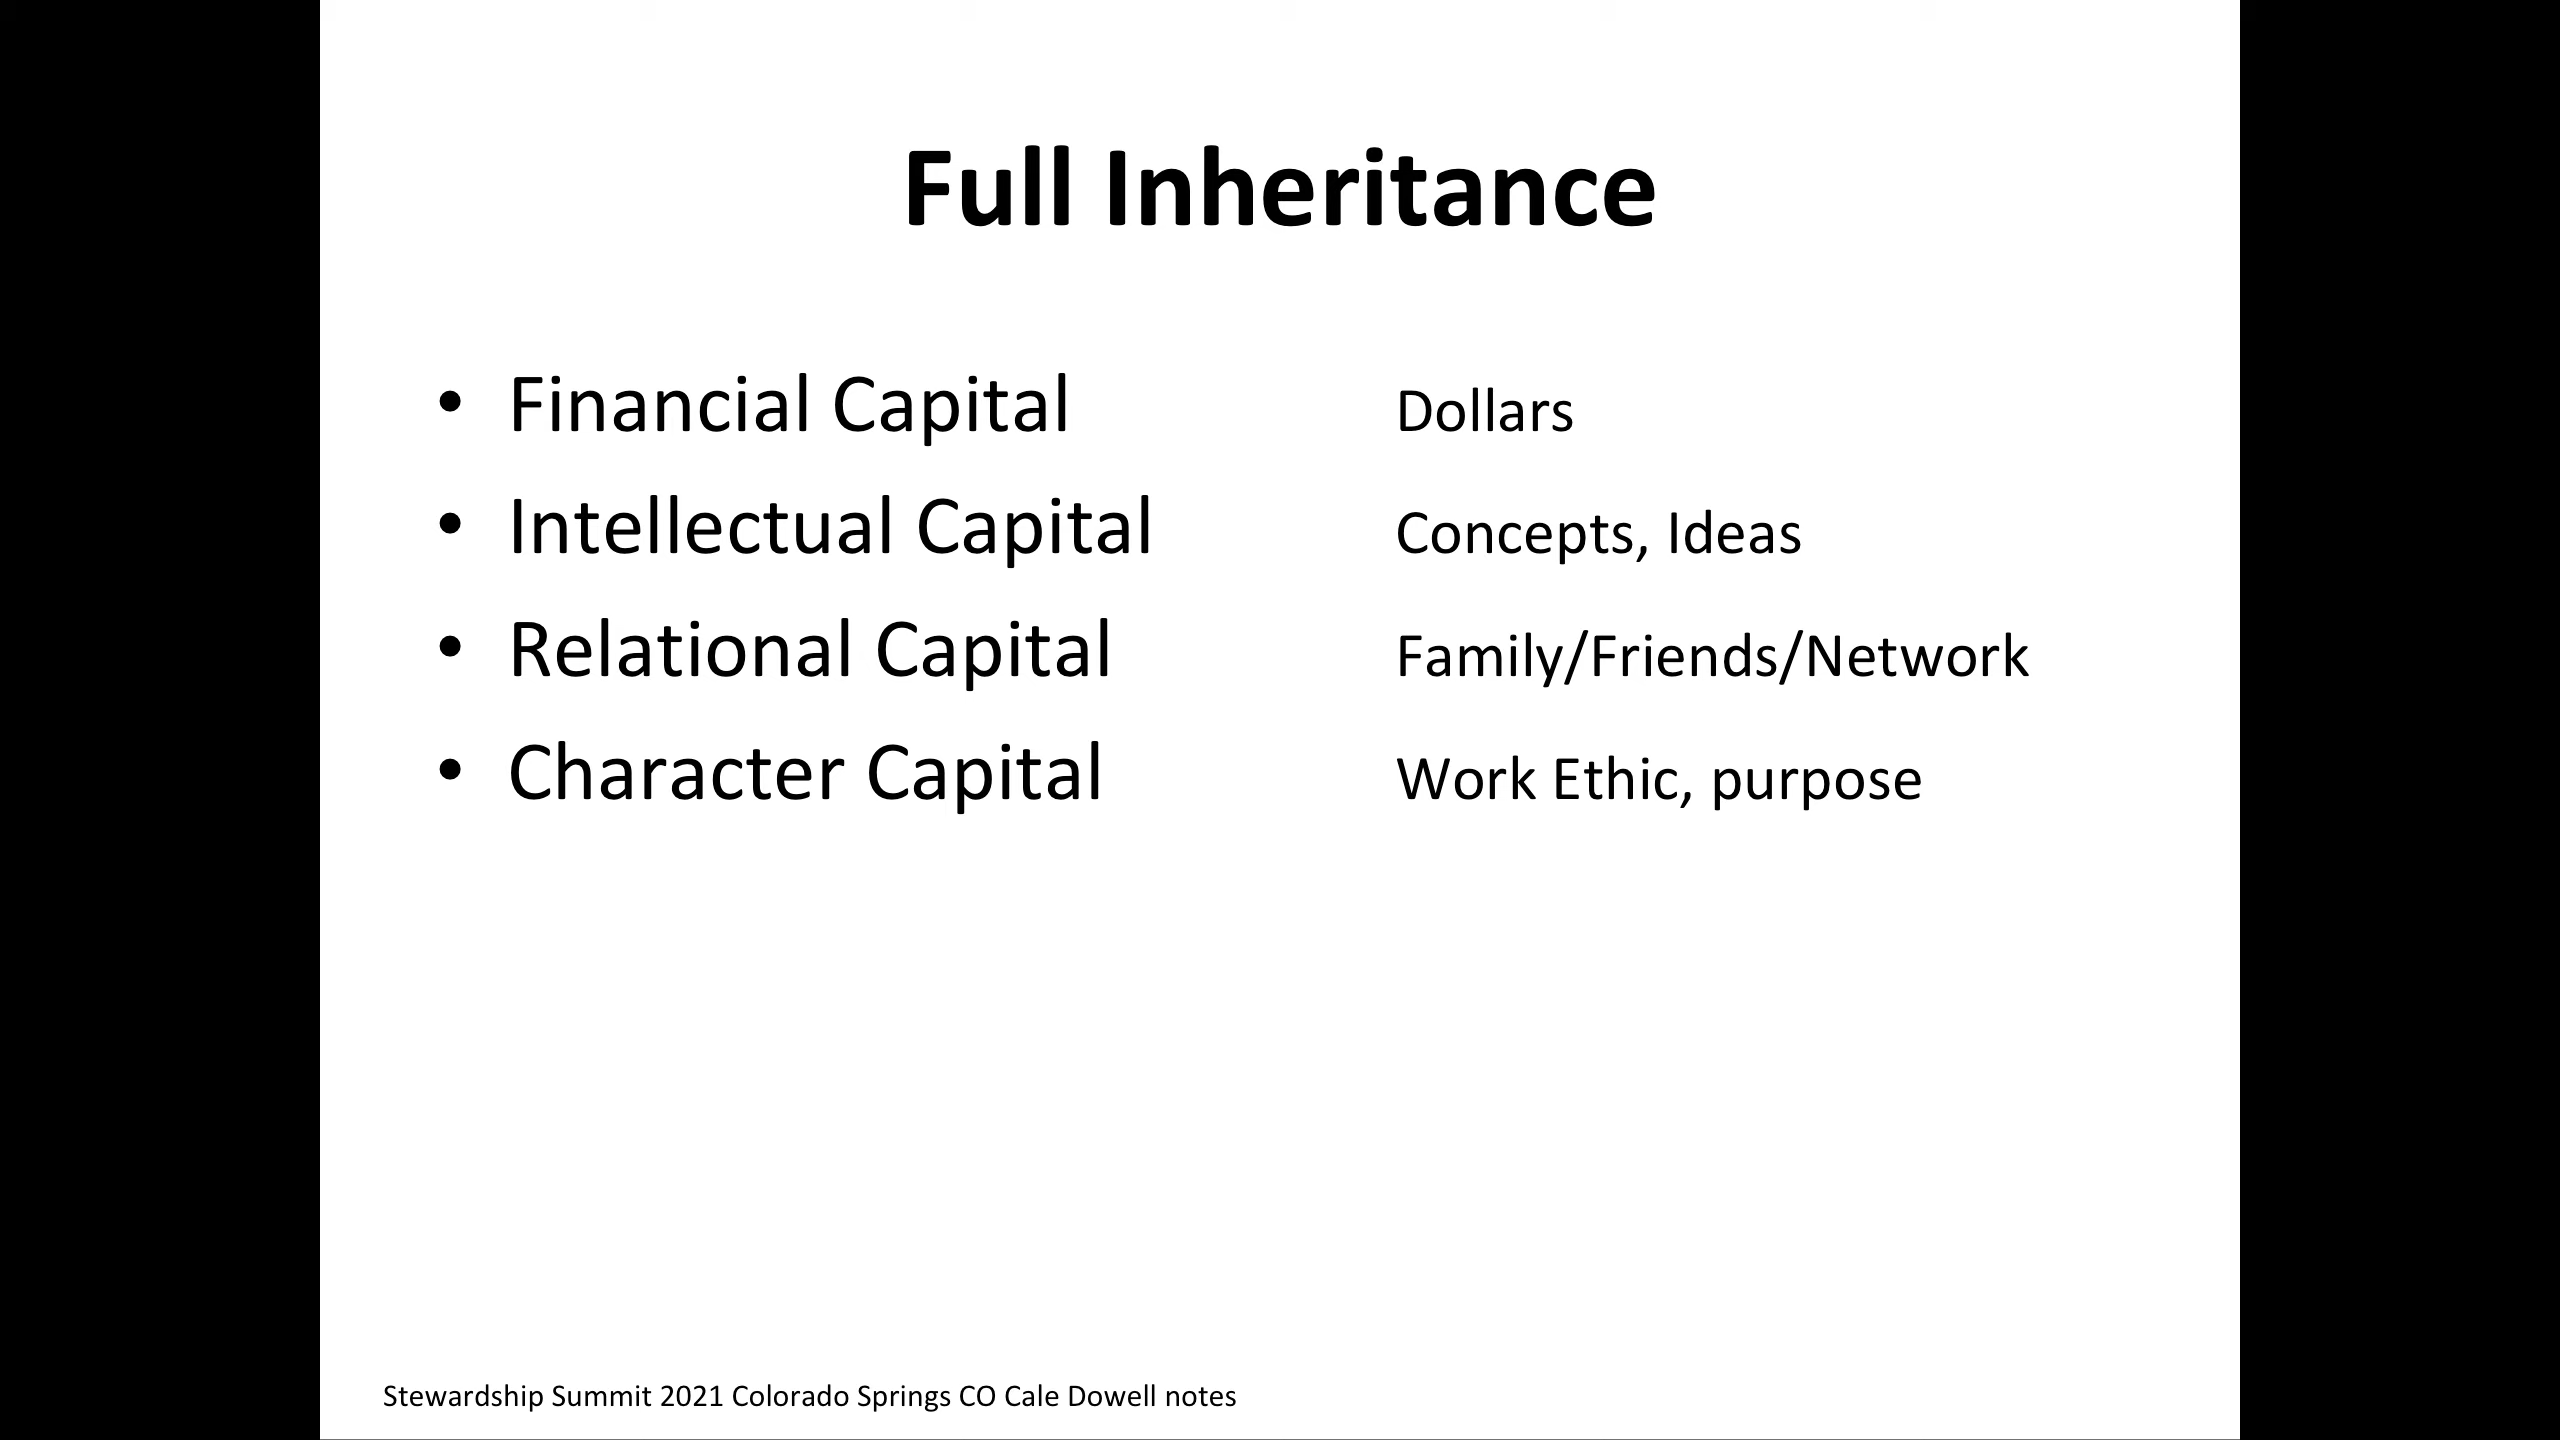 Full Inheritance
• Financial Capital Dollars
• Intellectual Capital Concepts, Ideas
• Relational Capital Family/Friends/Network
• Character Capital Work Ethic, purpose
Stewardship Summit 2021 Colorado Springs CO Cale Dowell notes